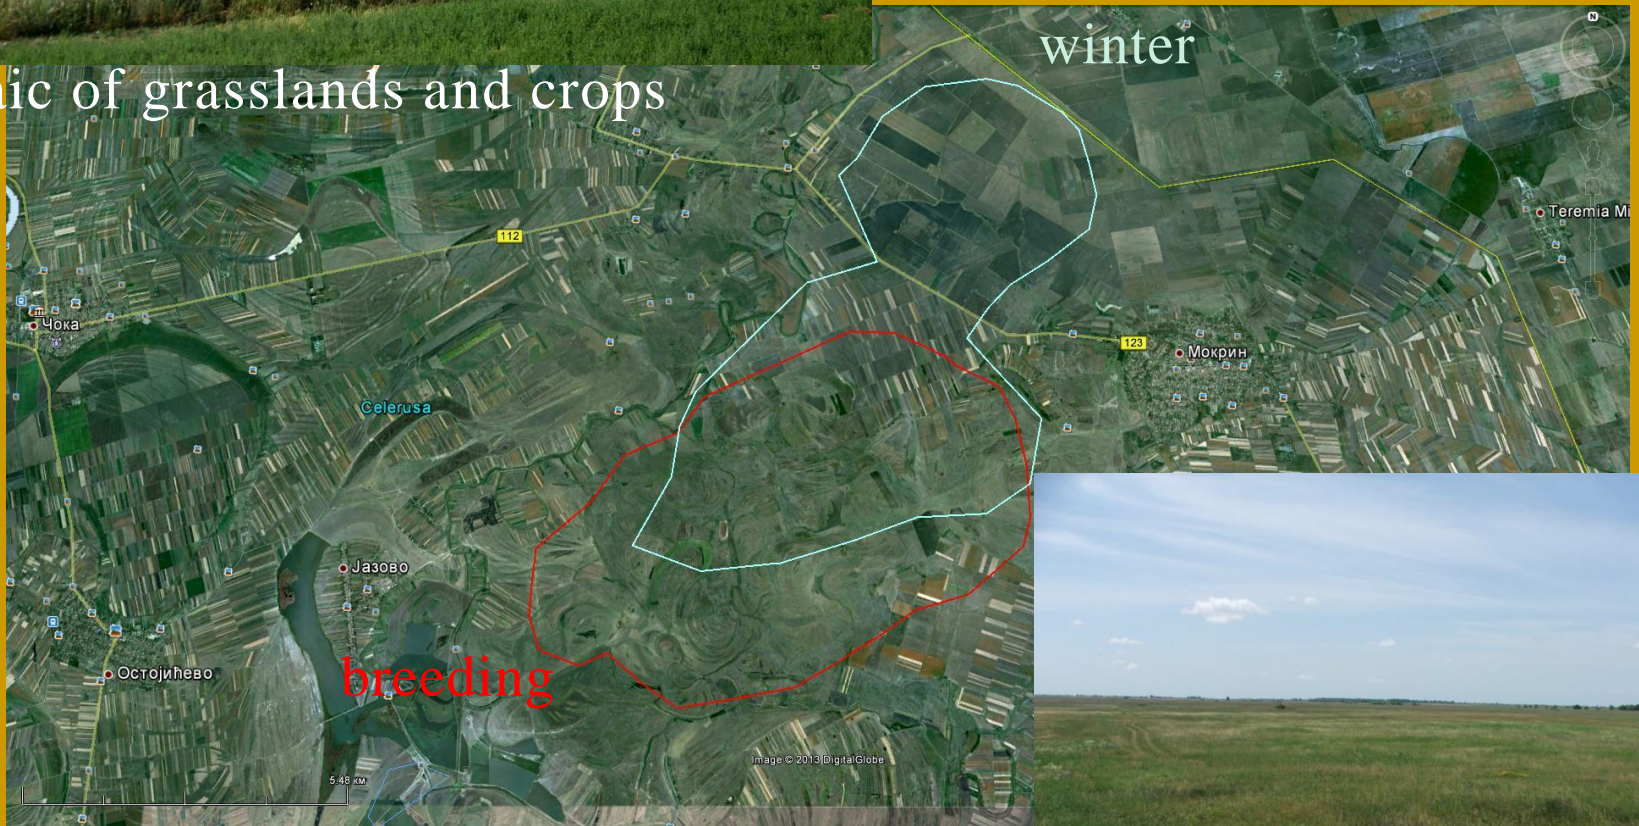 winter
aic of grasslands and crops
N
Teremia Mi
112
Чока
123
Мокрин
Celerusa
Јазово
Остојићево
breeding
Image © 2013 DigitalGlobe
5.48 км